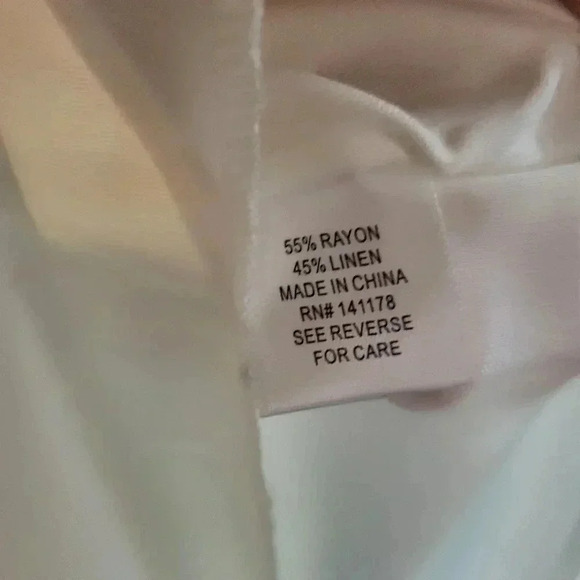 55% RAYON
45% LINEN
MADE IN CHINA
RN# 141178
SEE REVERSE
FOR CARE